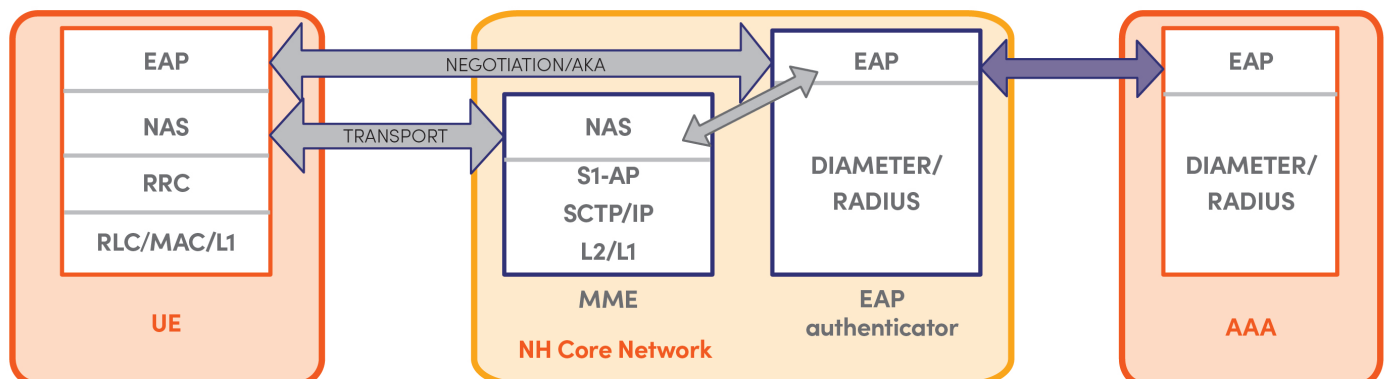 EAP
NAS
RRC
RLC/MAC/L1
UE
NEGOTIATION/AKA
TRANSPORT
NAS
S1-AP
SCTP/IP
L2/L1
MME
NH Core Network
EAP
DIAMETER/
RADIUS
EAP
authenticator
EAP
DIAMETER/
RADIUS
AAA